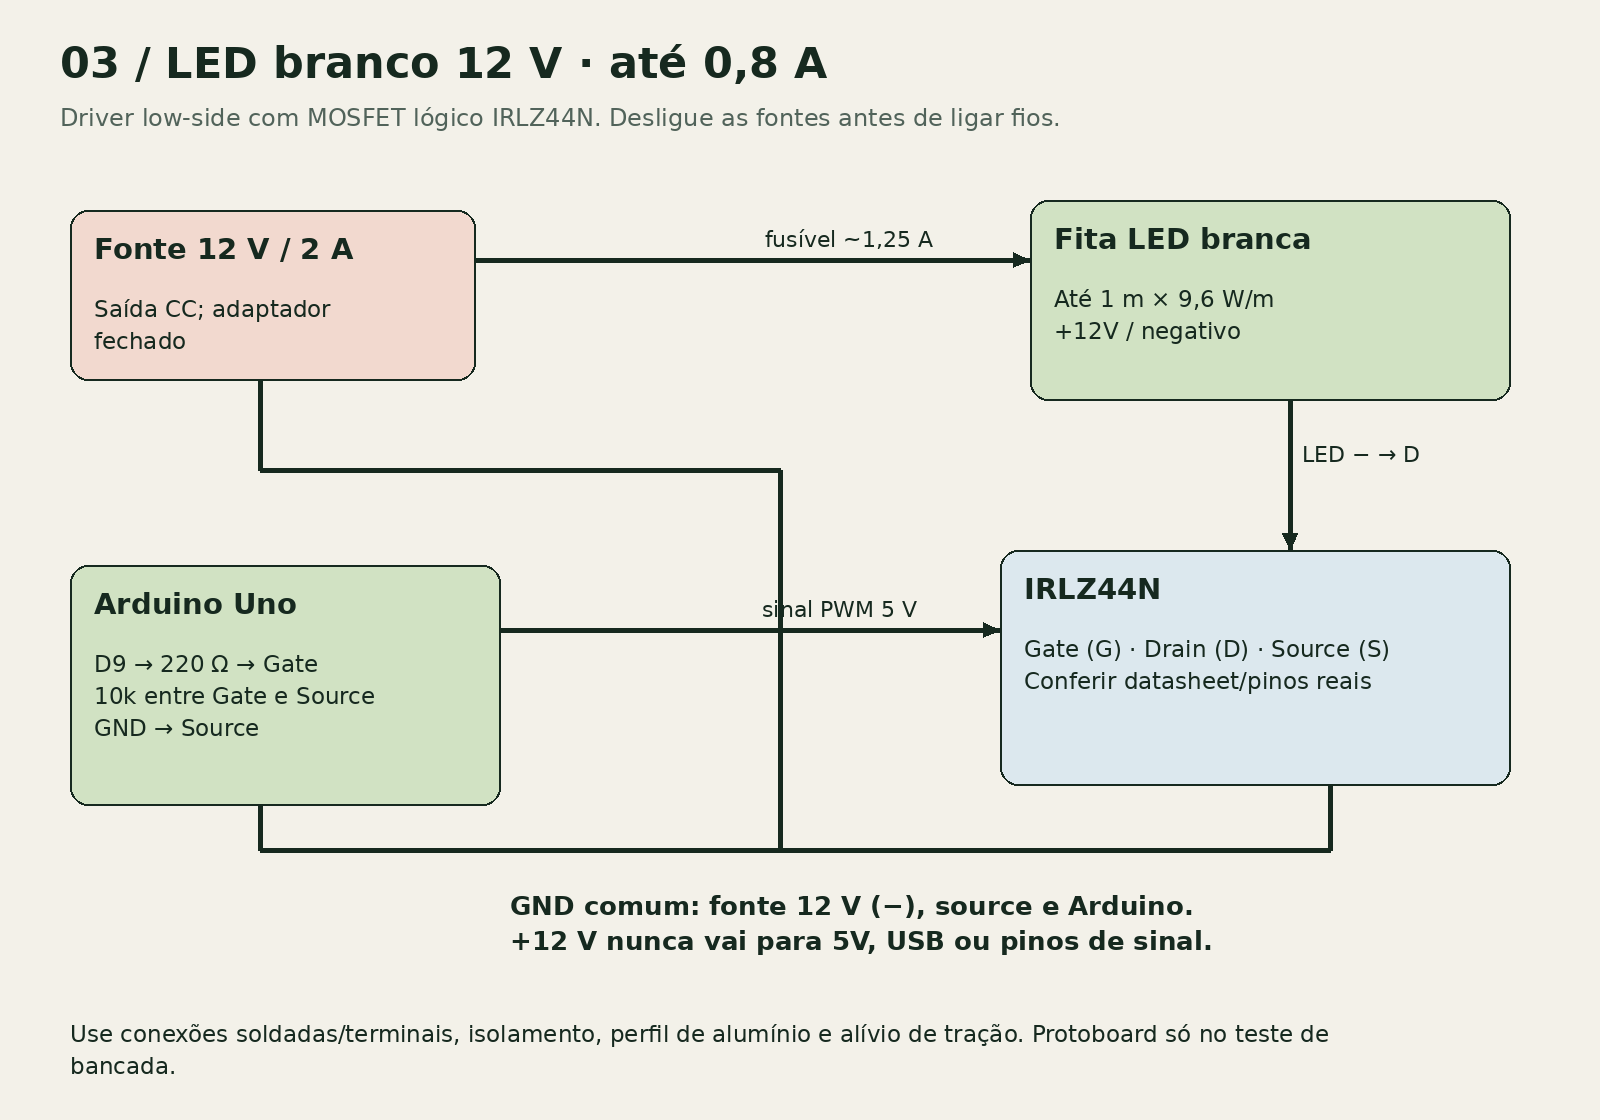 03 / LED branco 12 V · até 0,8 A
Driver low-side com MOSFET lógico IRLZ44N. Desligue as fontes antes de ligar fios.
Fonte 12 V / 2 A
Saída CC; adaptador
fechado
fusível ~1,25 A
Fita LED branca
Até 1 m × 9,6 W/m
+12V / negativo
LED − → D
Arduino Uno
D9 → 220 Ω → Gate
10k entre Gate e Source
GND → Source
sinal PWM 5 V
IRLZ44N
Gate (G) · Drain (D) · Source (S)
Conferir datasheet/pinos reais
GND comum: fonte 12 V (−), source e Arduino.
+12 V nunca vai para 5V, USB ou pinos de sinal.
Use conexões soldadas/terminais, isolamento, perfil de alumínio e alívio de tração. Protoboard só no teste de
bancada.